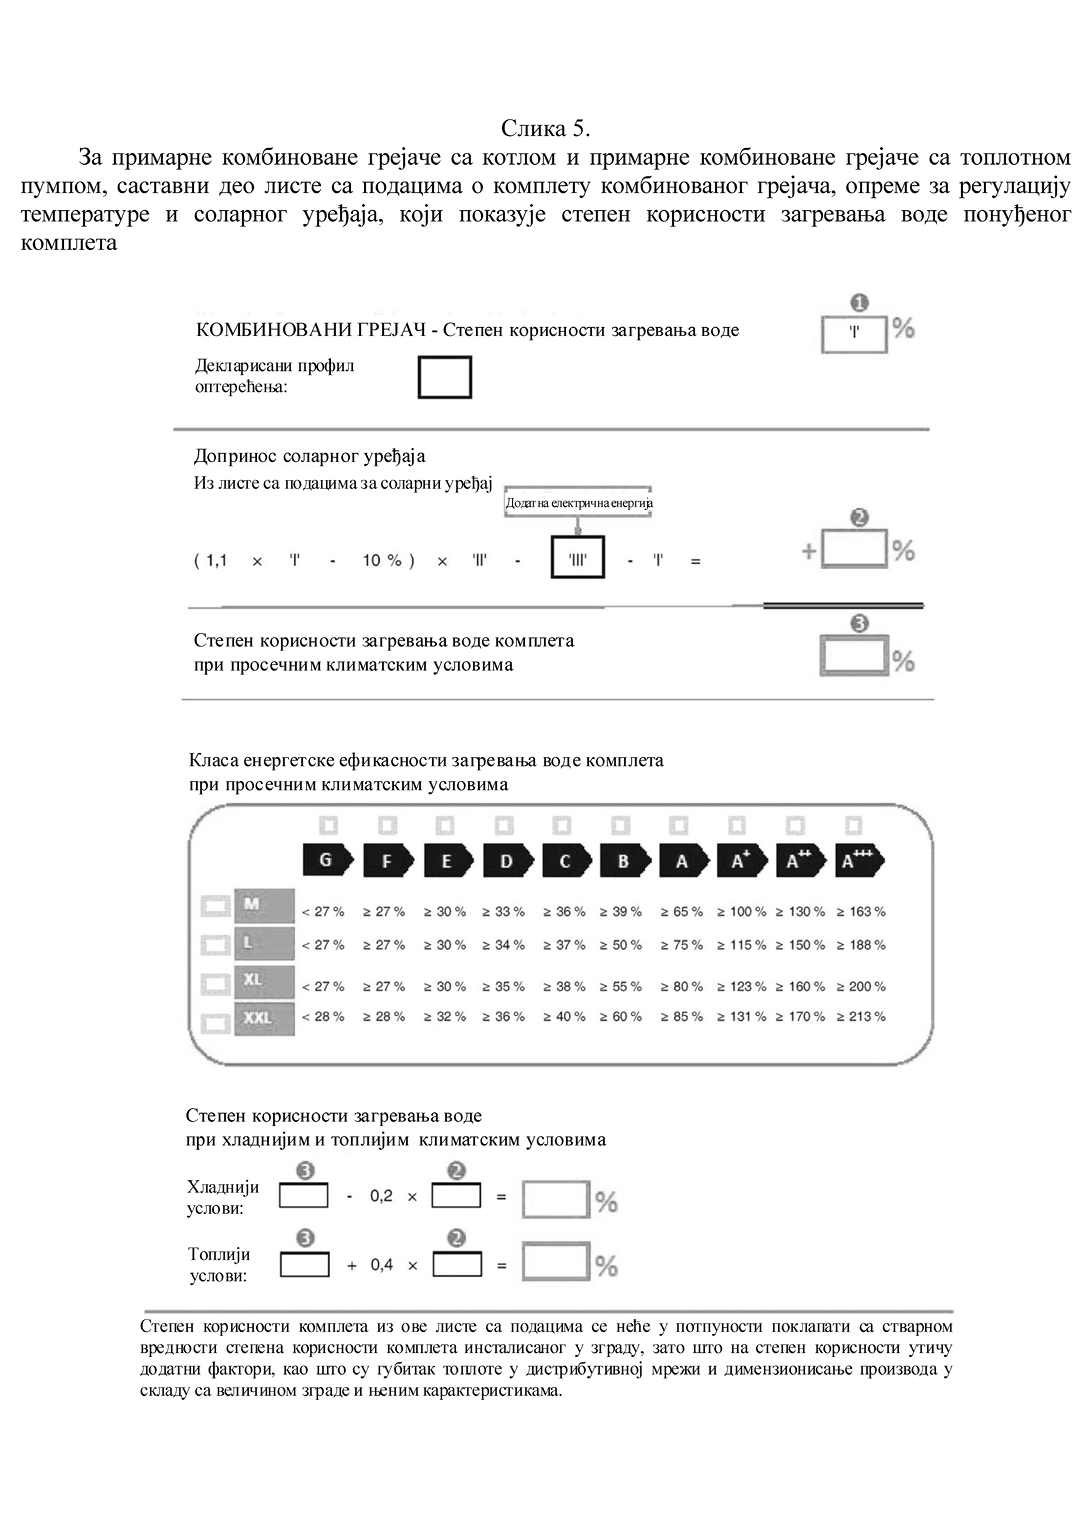 Слика 5.
За примарне комбиноване грејаче са котлом и примарне комбиноване грејаче са топлотном
пумпом, саставни део листе са подацима о комплету комбинованог грејача, опреме за регулацију
температуре и соларног уређаја, који показује степен корисности загревања воде понуђеног
комплета
❶
КОМБИНОВАНИ ГРЕЈАЧ - Степен корисности загревања воде 'I' %
Декларисани профил
оптерећења:
Допринос соларног уређаја
Из листе са подацима за соларни уређај
Додатна електрична енергија
❷
( 1,1 × 'I' - 10 % ) × 'II' - 'III' - 'I' = + %
❸
Степен корисности загревања воде комплета
при просечним климатским условима %
Класа енергетске ефикасности загревања воде комплета
при просечним климатским условима
G F E D C B A A+ A++ A+++
M < 27 % ≥ 27 % ≥ 30 % ≥ 33 % ≥ 36 % ≥ 39 % ≥ 65 % ≥ 100 % ≥ 130 % ≥ 163 %
L < 27 % ≥ 27 % ≥ 30 % ≥ 34 % ≥ 37 % ≥ 50 % ≥ 75 % ≥ 115 % ≥ 150 % ≥ 188 %
XL < 27 % ≥ 27 % ≥ 30 % ≥ 35 % ≥ 38 % ≥ 55 % ≥ 80 % ≥ 123 % ≥ 160 % ≥ 200 %
XXL < 28 % ≥ 28 % ≥ 32 % ≥ 36 % ≥ 40 % ≥ 60 % ≥ 85 % ≥ 131 % ≥ 170 % ≥ 213 %
Степен корисности загревања воде
при хладнијим и топлијим климатским условима
❸ ❷
Хладнији
услови: - 0,2 × = %
❸ ❷
Топлији
услови: + 0,4 × = %
Степен корисности комплета из ове листе са подацима се неће у потпуности поклапати са стварном
вредности степена корисности комплета инсталисаног у зграду, зато што на степен корисности утичу
додатни фактори, као што су губитак топлоте у дистрибутивној мрежи и димензионисање производа у
складу са величином зграде и њеним карактеристикама.